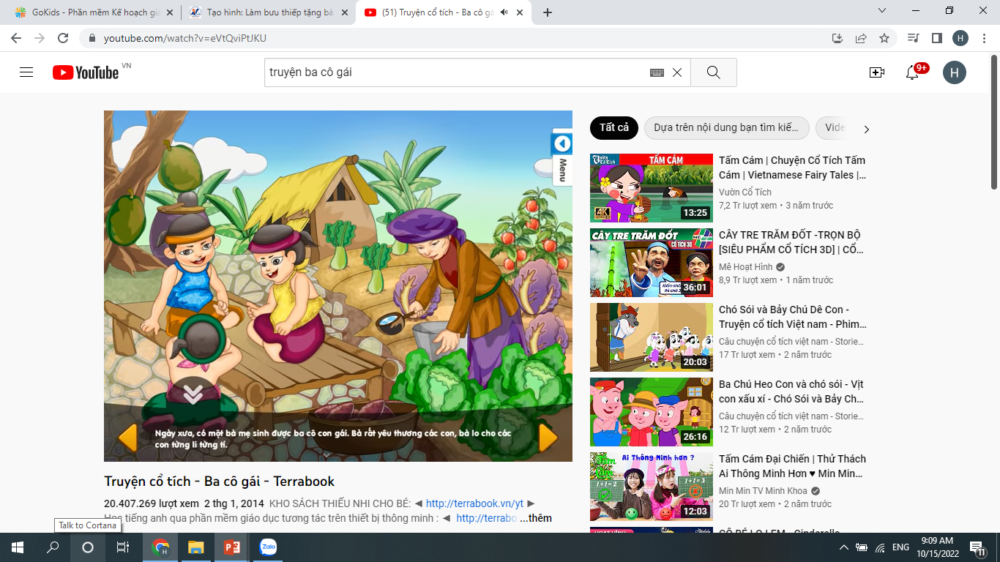 GoKids - Phần mềm Kế hoạch giá
Tạo hình: Làm bưu thiếp tặng bà
(51) Truyện cổ tích - Ba cô gá
youtube.com/watch?v=eVtQviPtJKU
H
YouTube VN
truyện ba cô gái
9+
H
Menu
Ngày xưa, có một bà mẹ sinh được ba cô con gái. Bà rất yêu thương các con, bà lo cho các
con từng li từng tí.
Truyện cổ tích - Ba cô gái - Terrabook
20.407.269 lượt xem 2 thg 1, 2014 KHO SÁCH THIẾU NHI CHO BÉ: ◄ http://terrabook.vn/yt ►
Học tiếng anh qua phần mềm giáo dục tương tác trên thiết bị thông minh : ◄ http://terrabo ...thêm
Tất cả
Dựa trên nội dung bạn tìm kiế...
Vide
Vườn Cổ Tích
TẤM CÁM
4K
13:25
Tấm Cám | Chuyện Cổ Tích Tấm
Cám | Vietnamese Fairy Tales |...
Vườn Cổ Tích
7,2 Tr lượt xem • 3 năm trước
CÂY TRE TRĂM ĐỐT
36:01
CÂY TRE TRĂM ĐỐT -TRỌN BỘ
[SIÊU PHẨM CỔ TÍCH 3D] | CỔ...
Mê Hoạt Hình
8,9 Tr lượt xem • 1 năm trước
20:03
Chó Sói và Bảy Chú Dê Con -
Truyện cổ tích Việt nam - Phim...
Câu chuyện cổ tích việt nam - Storie...
17 Tr lượt xem • 2 năm trước
26:16
Ba Chú Heo Con và chó sói - Vịt
con xấu xí - Chó Sói và Bảy Ch...
Câu chuyện cổ tích việt nam - Storie...
12 Tr lượt xem • 2 năm trước
Ai Thông Minh hơn ?
Tấm Cám
1+1=2
1+1=3
12:03
Tấm Cám Đại Chiến | Thử Thách
Ai Thông Minh Hơn ♥ Min Min...
Min Min TV Minh Khoa
20 Tr lượt xem • 2 năm trước
Talk to Cortana
Zalo
ENG
9:09 AM
10/15/2022
11